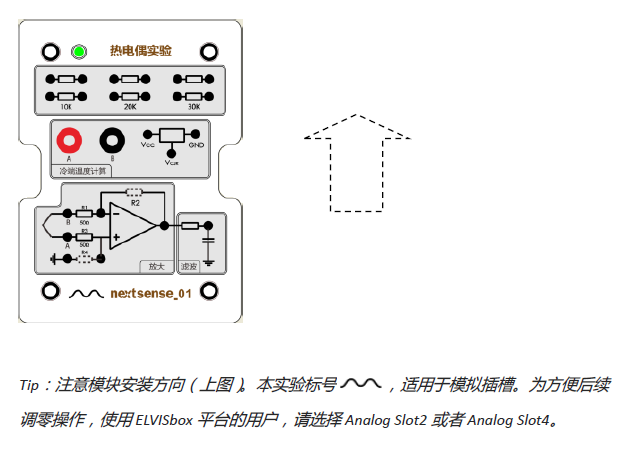 热电偶实验
10K 20K 30K
A B VCC GND
VCJR
冷端温度计算
R2
B R1
500
R3
A 500
R4
放大 滤波
nextsense_01
Tip：注意模块安装方向（上图）。本实验标号 ，适用于模拟插槽。为方便后续
调零操作，使用 ELVISbox 平台的用户，请选择 Analog Slot2 或者 Analog Slot4。